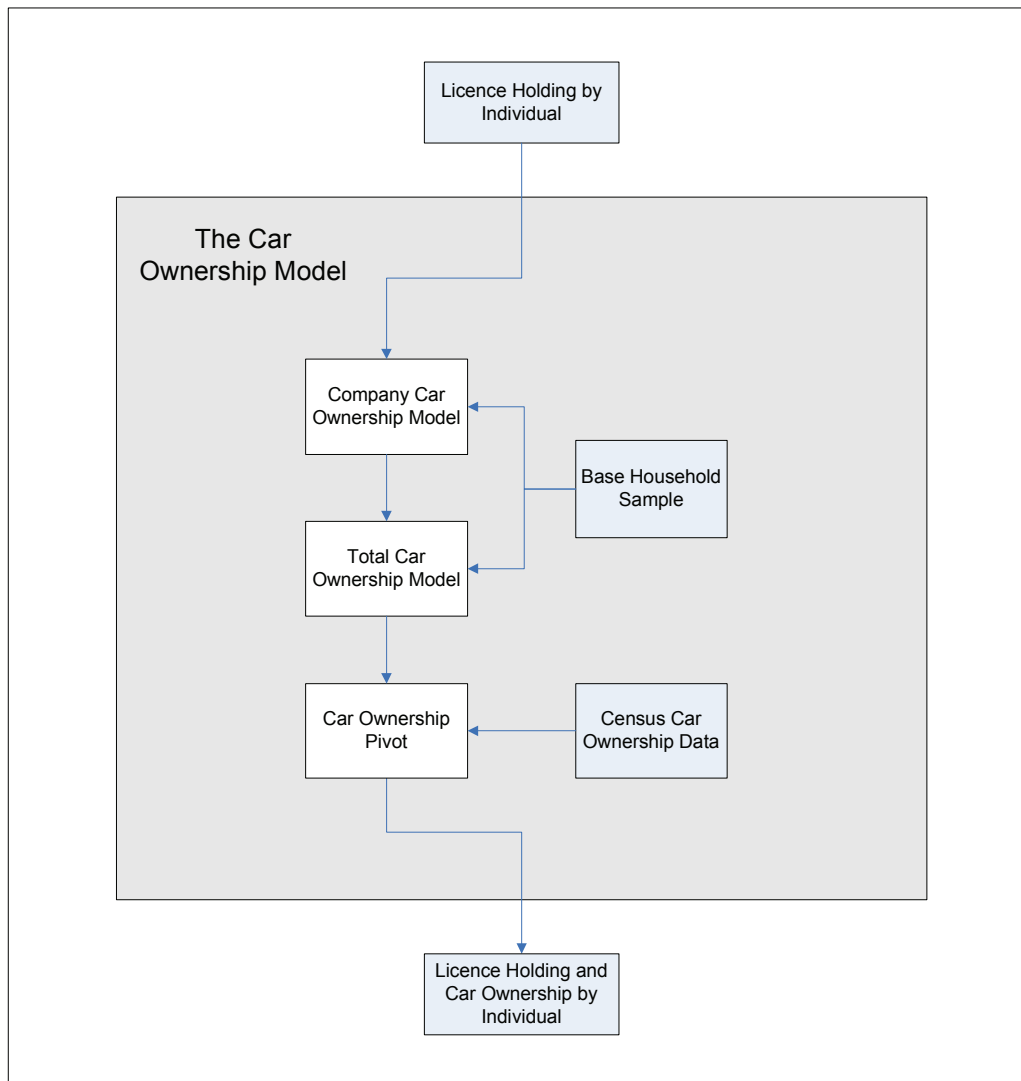 Licence Holding by
Individual
The Car
Ownership Model
Company Car
Ownership Model
Base Household
Sample
Total Car
Ownership Model
Car Ownership
Pivot
Census Car
Ownership Data
Licence Holding and
Car Ownership by
Individual